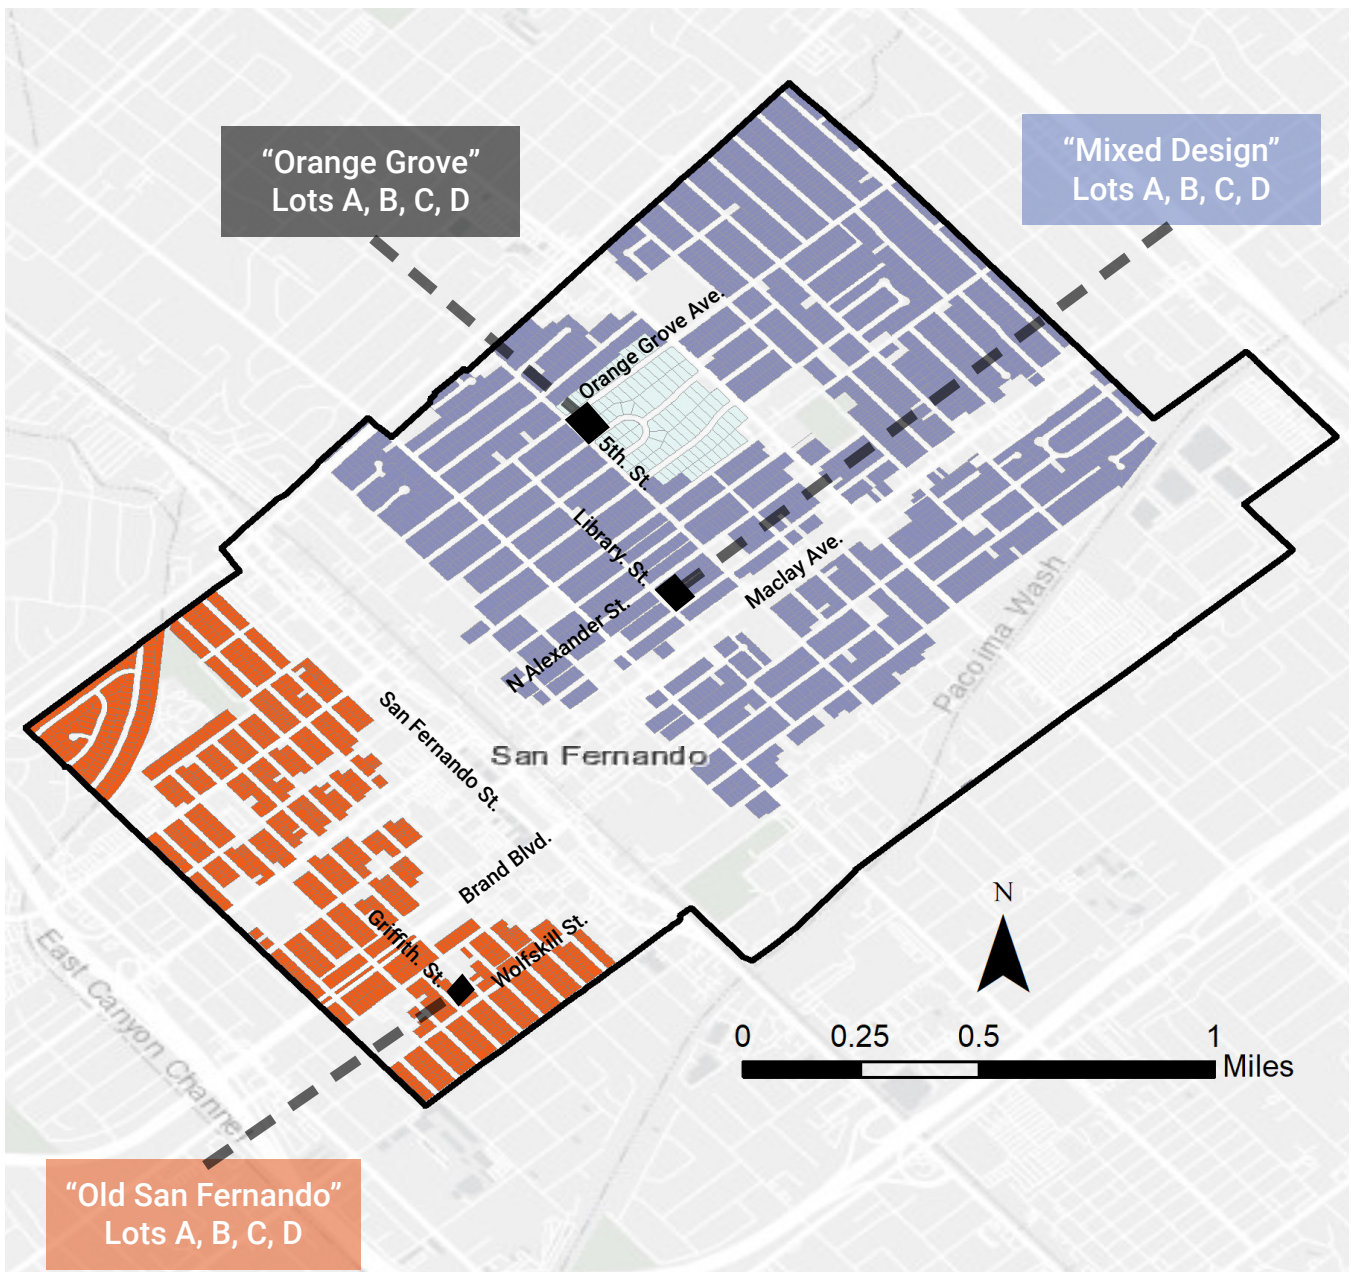 “Orange Grove”
Lots A, B, C, D
“Mixed Design”
Lots A, B, C, D
Orange Grove Ave.
5th. St.
Library. St.
Maclay Ave.
N Alexander St.
Pacoima Wash
San Fernando St.
San Fernando
Brand Blvd.
Griffith. St.
Wolfskill St.
East Canyon Channel
N
0 0.25 0.5 1
Miles
“Old San Fernando”
Lots A, B, C, D